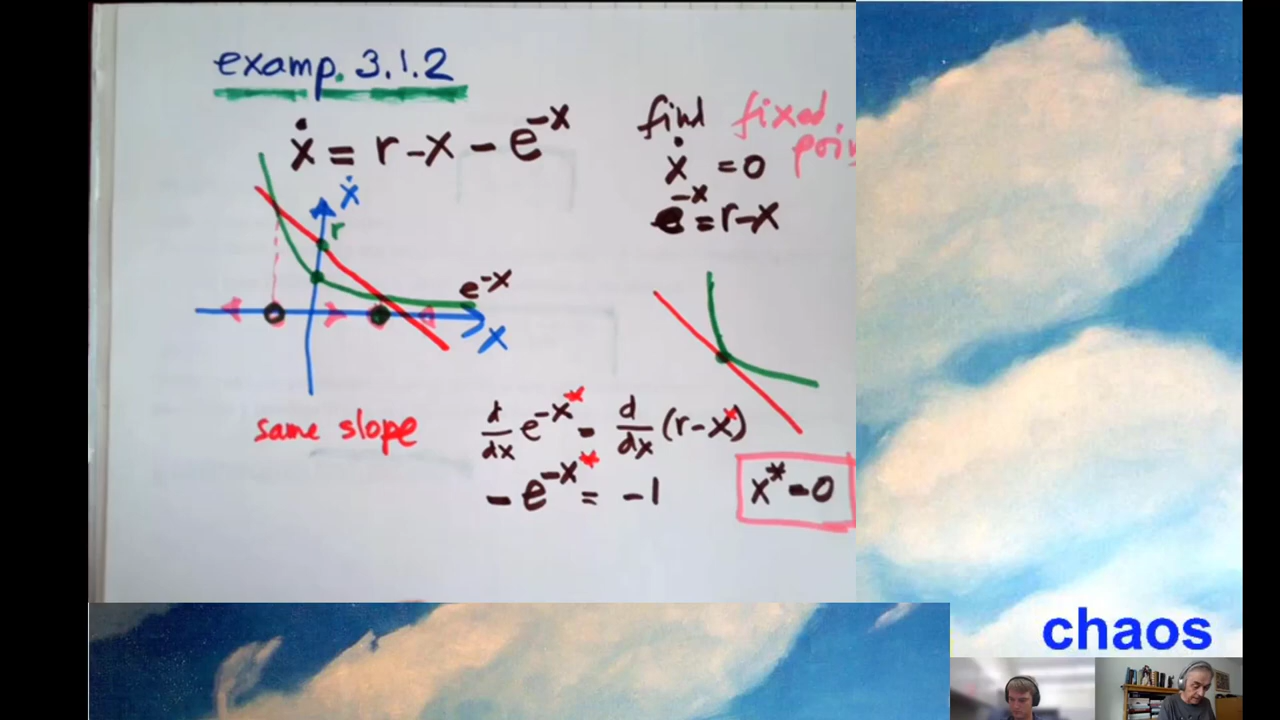 examp. 3.1.2
ẋ = r-x - e^-x
find fixed
ẋ = 0
e^-x = r-x
ẋ
r
e^-x
x
same slope
d/dx e^-x* = d/dx (r-x*)
-e^-x* = -1
x* = 0
chaos